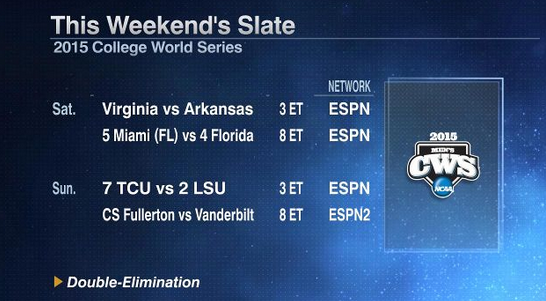 This Weekend's Slate
2015 College World Series
NETWORK
Sat. Virginia vs Arkansas 3 ET ESPN
5 Miami (FL) vs 4 Florida 8 ET ESPN
Sun. 7 TCU vs 2 LSU 3 ET ESPN
CS Fullerton vs Vanderbilt 8 ET ESPN2
2015
MEN'S
CWS
NCAA
Double-Elimination